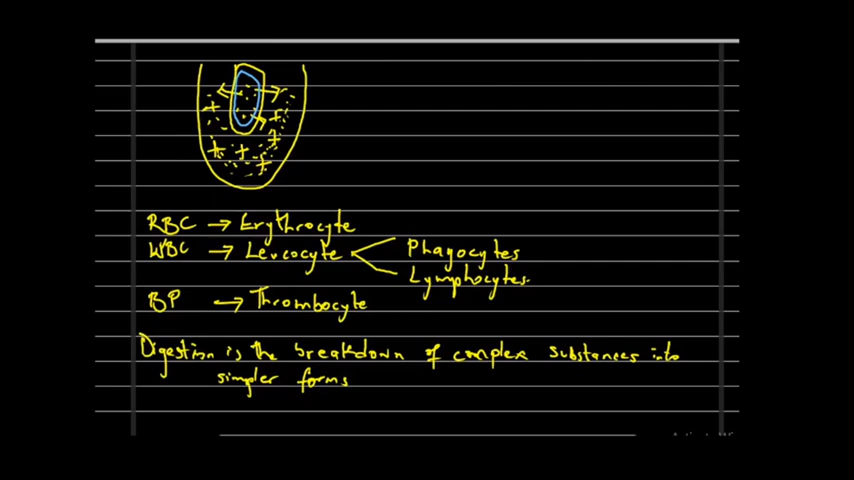 RBC → Erythrocyte
WBC → Leucocyte
Phagocytes
Lymphocytes.
BP → Thrombocyte
Digestion is the breakdown of complex substances into
simpler forms